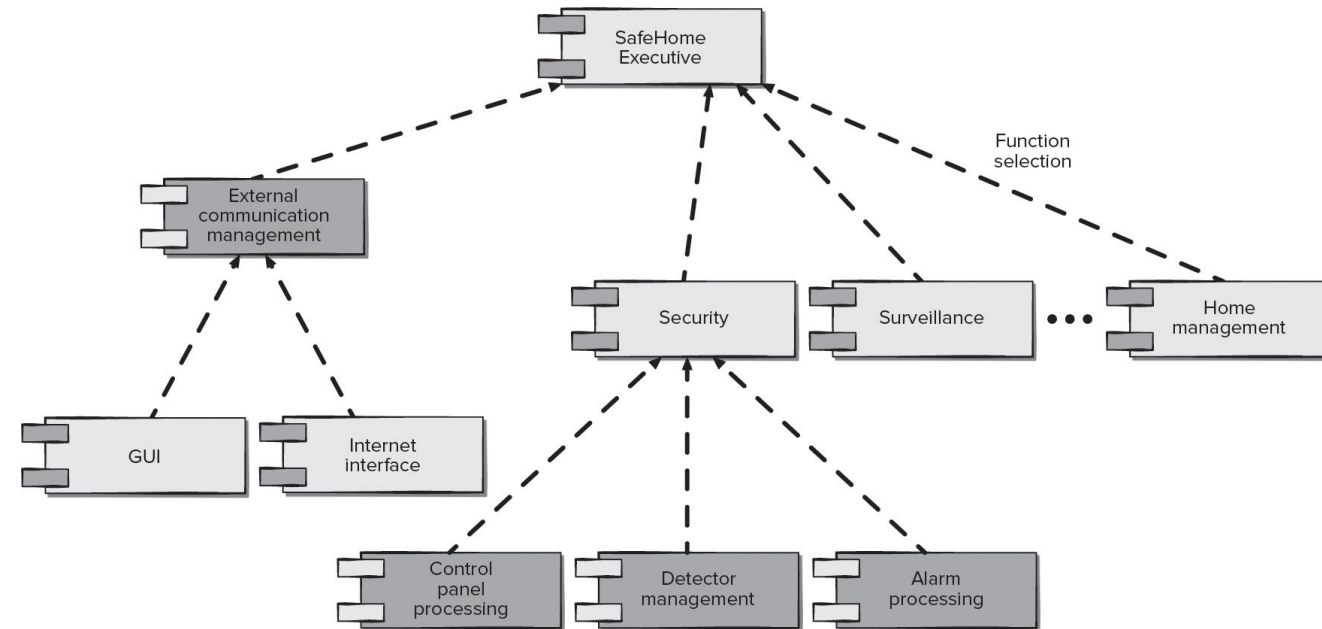 SafeHome
Executive
Function
selection
External
communication
management
Security
Surveillance
Home
management
GUI
Internet
interface
Control
panel
processing
Detector
management
Alarm
processing